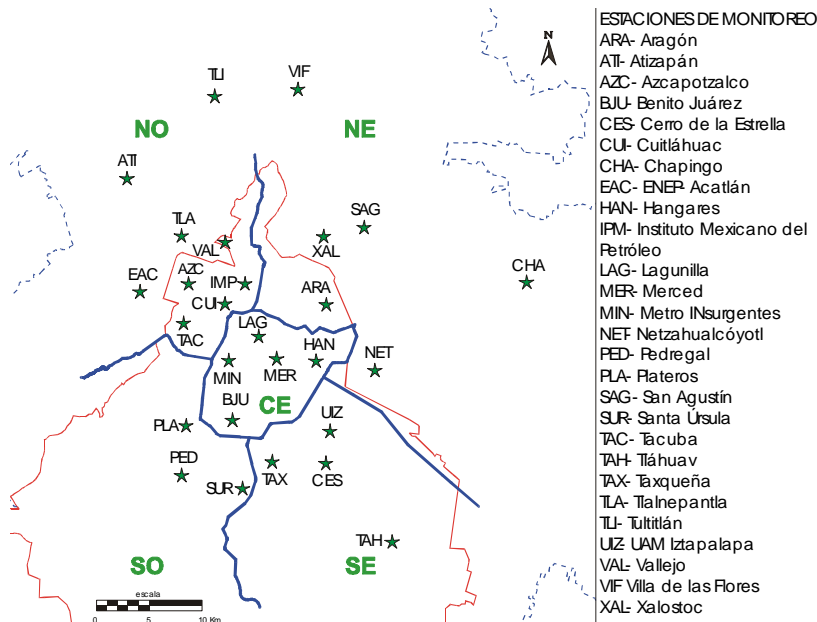 TLI
VIF
N
NO
NE
ATI
TLA
VAL
SAG
XAL
CHA
EAC
AZC
IMP
CUI
ARA
TAC
LAG
HAN
NET
MIN
MER
BJU
CE
PLA
UIZ
PED
TAX
CES
SUR
TAH
SO
SE
escala
0 5 10 Km
ESTACIONES DE MONITOREO
ARA- Aragón
ATI- Atizapán
AZC- Azcapotzalco
BJU- Benito Juárez
CES- Cerro de la Estrella
CUI- Cuitláhuac
CHA- Chapingo
EAC- ENEP- Acatlán
HAN- Hangares
IPM- Instituto Mexicano del
Petróleo
LAG- Lagunilla
MER- Merced
MIN- Metro INsurgentes
NET- Netzahualcóyotl
PED- Pedregal
PLA- Plateros
SAG- San Agustín
SUR- Santa Úrsula
TAC- Tacuba
TAH- Tláhuav
TAX- Taxqueña
TLA- Tlalnepantla
TLI- Tultitlán
UIZ- UAM Iztapalapa
VAL- Vallejo
VIF Villa de las Flores
XAL- Xalostoc